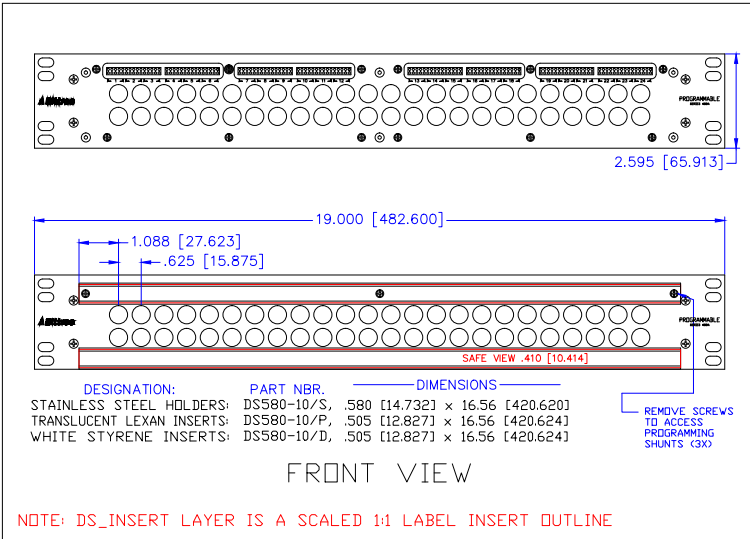 PROGRAMMABLE
2.595 [65.913]
19.000 [482.600]
1.088 [27.623]
.625 [15.875]
PROGRAMMABLE
SAFE VIEW .410 [10.414]
DESIGNATION: PART NBR. DIMENSIONS
STAINLESS STEEL HOLDERS: DS580-10/S, .580 [14.732] x 16.56 [420.620]
TRANSLUCENT LEXAN INSERTS: DS580-10/P, .505 [12.827] x 16.56 [420.624]
WHITE STYRENE INSERTS: DS580-10/D, .505 [12.827] x 16.56 [420.624]
REMOVE SCREWS
TO ACCESS
PROGRAMMING
SHUNTS (3X)
FRONT VIEW
NOTE: DS_INSERT LAYER IS A SCALED 1:1 LABEL INSERT OUTLINE